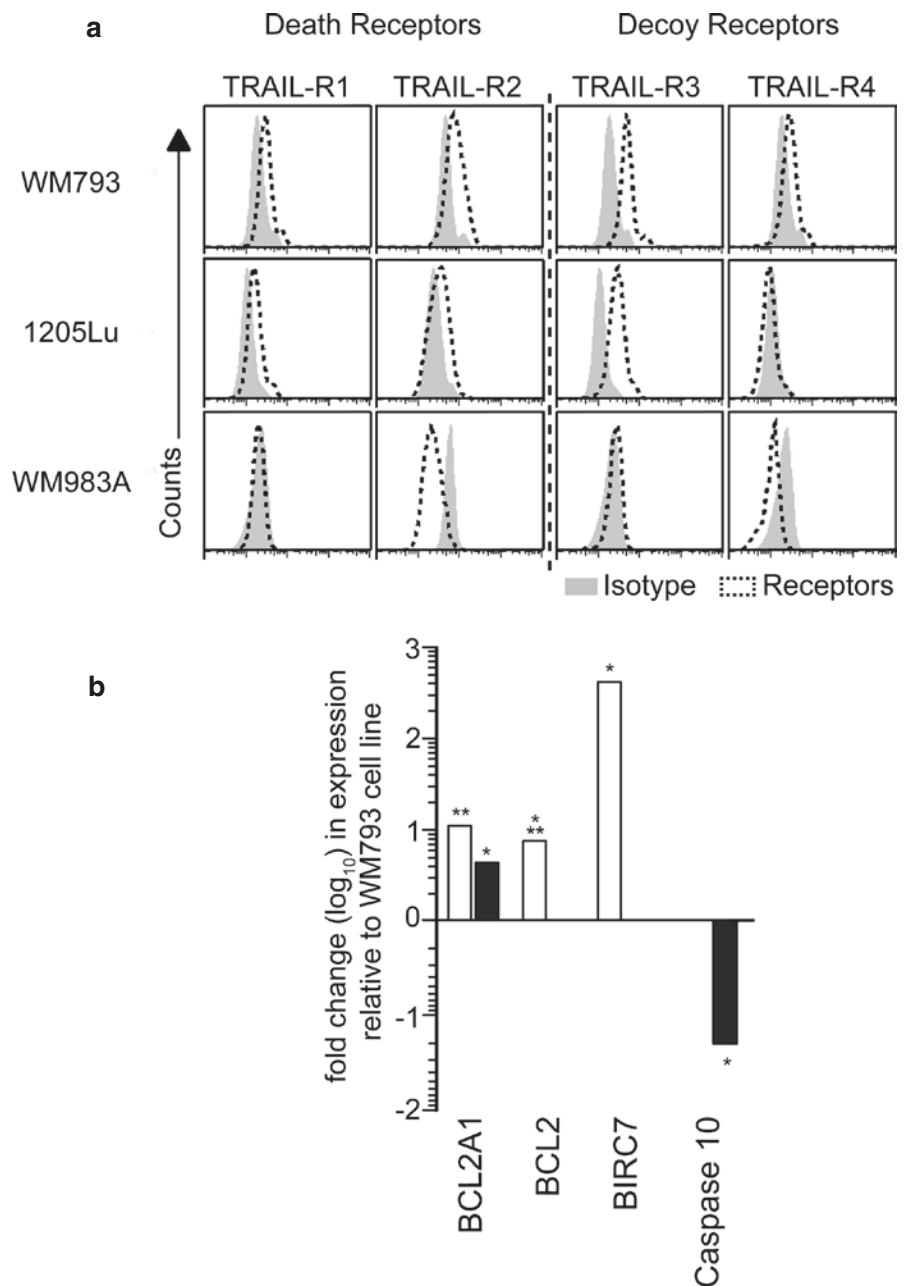 a
Death Receptors Decoy Receptors
TRAIL-R1 TRAIL-R2 TRAIL-R3 TRAIL-R4
WM793
1205Lu
WM983A
Counts
Isotype Receptors
b
fold change (log10) in expression
relative to WM793 cell line
3
2
1
0
-1
-2
**
*
*
**
*
*
BCL2A1
BCL2
BIRC7
Caspase 10